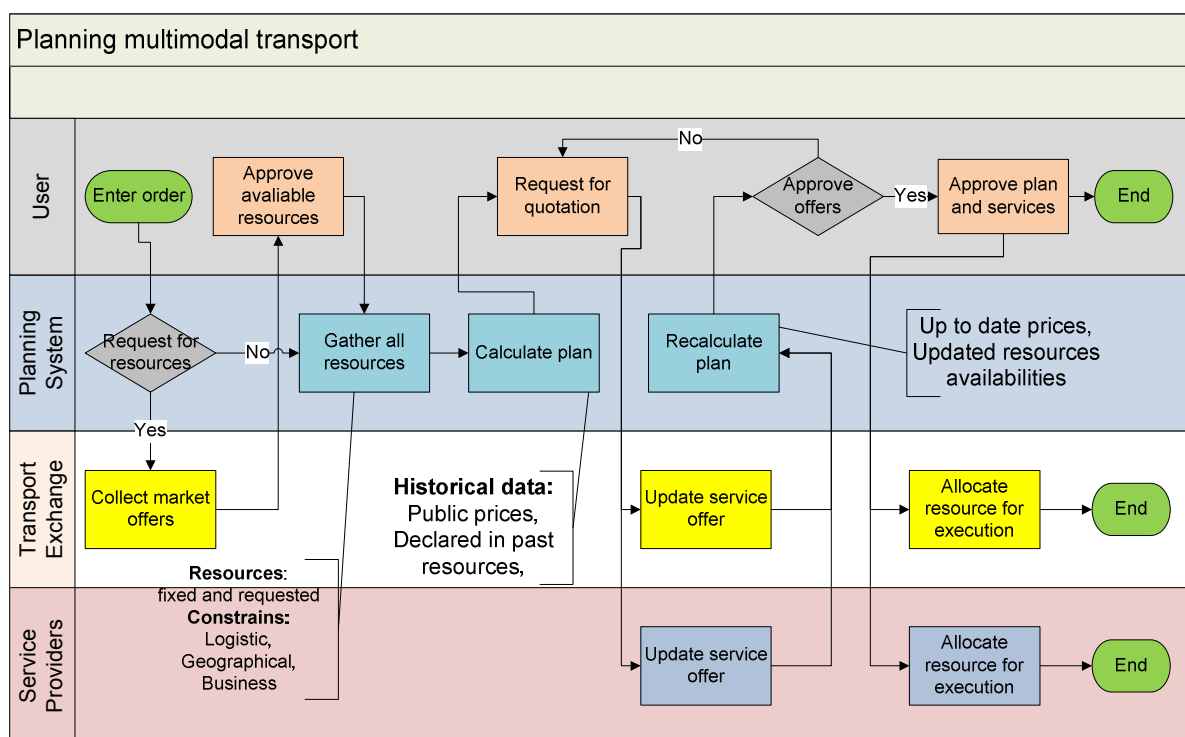 Planning multimodal transport
User
Enter order
Approve
avaliable
resources
Request for
quotation
No
Approve
offers
Yes
Approve plan
and services
End
Planning
System
Request for
resources
No
Gather all
resources
Calculate plan
Recalculate
plan
Up to date prices,
Updated resources
availabilities
Yes
Transport
Exchange
Collect market
offers
Historical data:
Public prices,
Declared in past
resources,
Update service
offer
Allocate
resource for
execution
End
Service
Providers
Resources:
fixed and requested
Constrains:
Logistic,
Geographical,
Business
Update service
offer
Allocate
resource for
execution
End